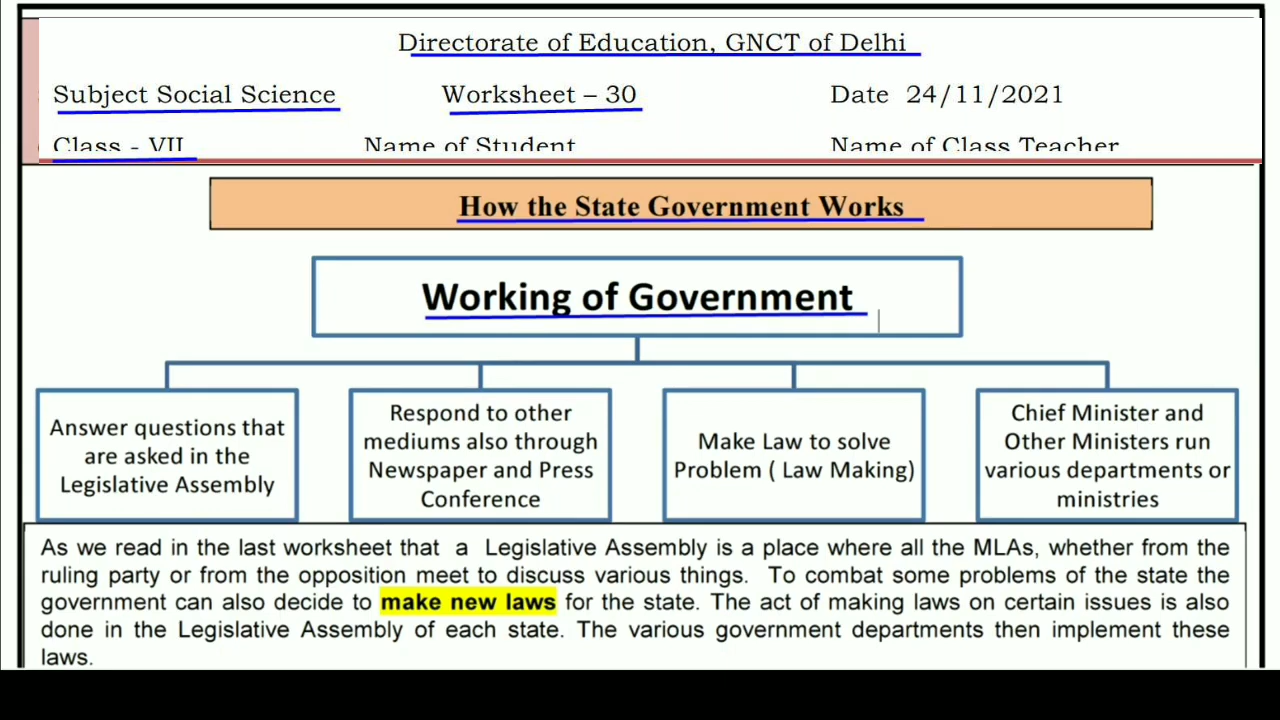 Directorate of Education, GNCT of Delhi
Subject Social Science Worksheet – 30 Date 24/11/2021
Class - VII Name of Student Name of Class Teacher
How the State Government Works
Working of Government
Answer questions that
are asked in the
Legislative Assembly
Respond to other
mediums also through
Newspaper and Press
Conference
Make Law to solve
Problem ( Law Making)
Chief Minister and
Other Ministers run
various departments or
ministries
As we read in the last worksheet that a Legislative Assembly is a place where all the MLAs, whether from the
ruling party or from the opposition meet to discuss various things. To combat some problems of the state the
government can also decide to make new laws for the state. The act of making laws on certain issues is also
done in the Legislative Assembly of each state. The various government departments then implement these
laws.